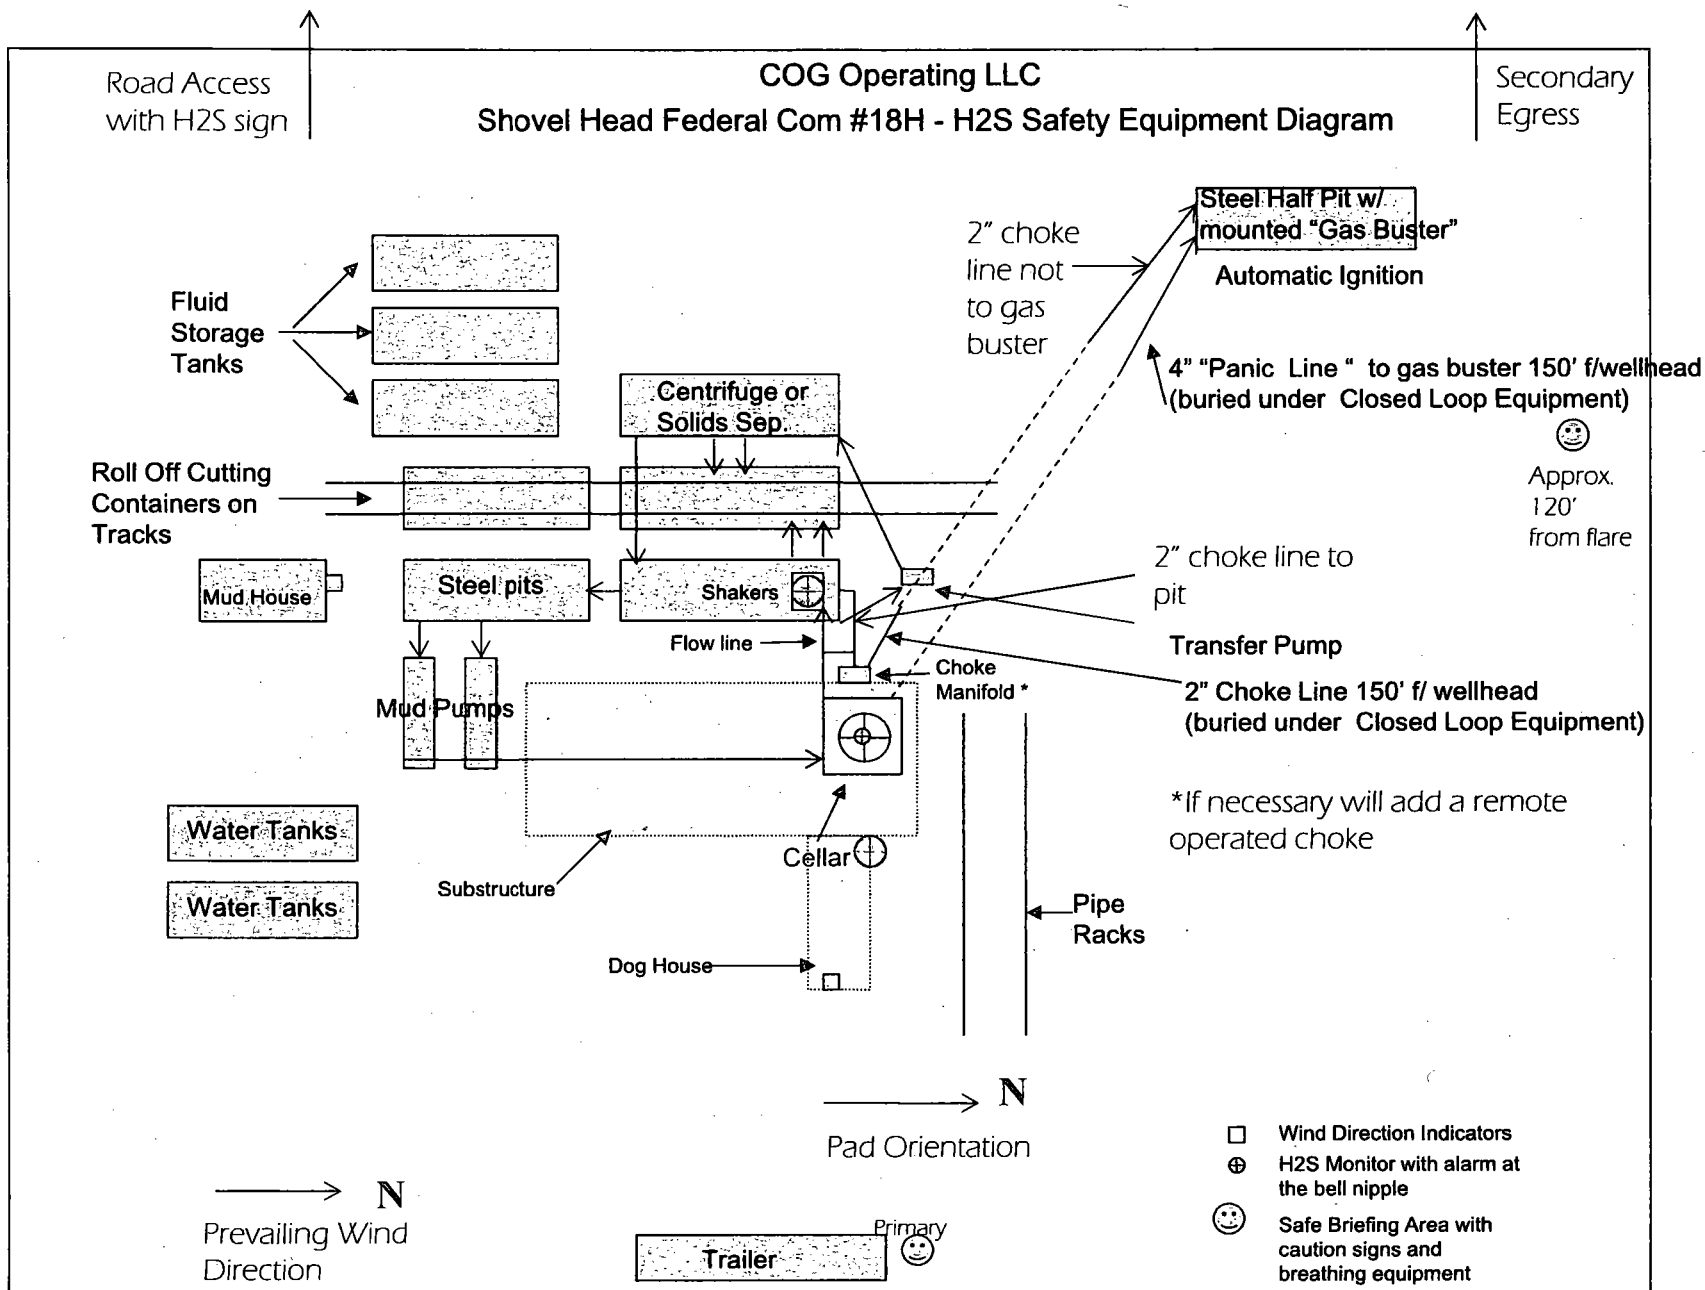 Road Access
with H2S sign
COG Operating LLC
Shovel Head Federal Com #18H - H2S Safety Equipment Diagram
Secondary
Egress
Steel Half Pit w/
mounted “Gas Buster”
Automatic Ignition
2” choke
line not
to gas
buster
Fluid
Storage
Tanks
4” “Panic Line “ to gas buster 150’ f/wellhead
(buried under Closed Loop Equipment)
Centrifuge or
Solids Sep.
Approx.
120’
from flare
Roll Off Cutting
Containers on
Tracks
2” choke line to
pit
Mud House
Steel pits
Shakers
Flow line
Transfer Pump
Choke
Manifold *
2” Choke Line 150’ f/ wellhead
(buried under Closed Loop Equipment)
Mud Pumps
*If necessary will add a remote
operated choke
Water Tanks
Cellar
Substructure
Water Tanks
Pipe
Racks
Dog House
N
Pad Orientation
Wind Direction Indicators
H2S Monitor with alarm at
the bell nipple
N
Prevailing Wind
Direction
Primary
Trailer
Safe Briefing Area with
caution signs and
breathing equipment